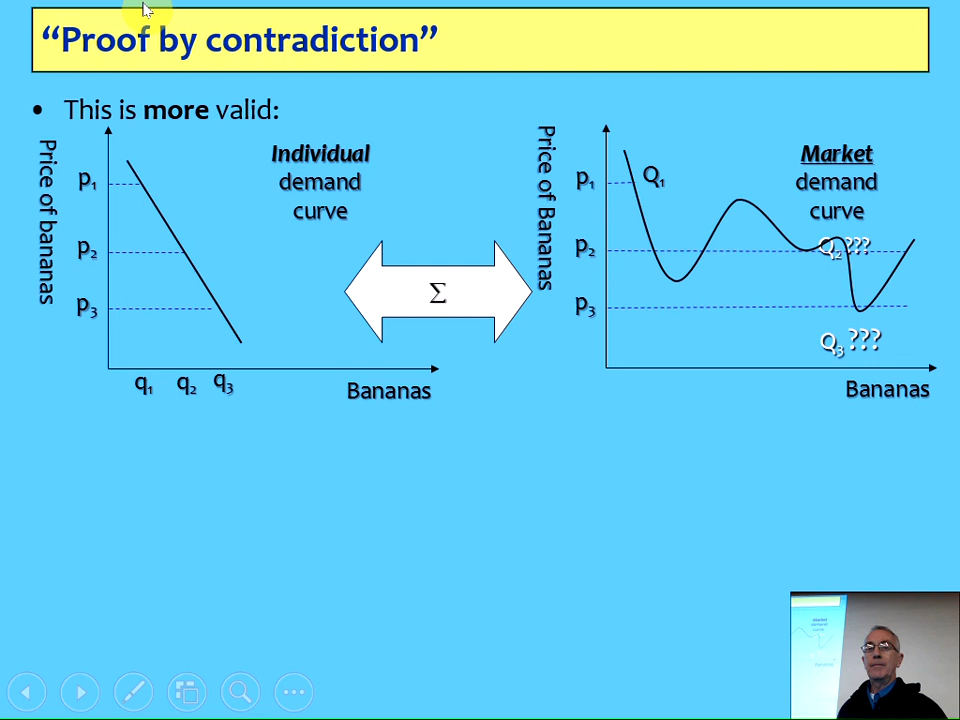 “Proof by contradiction”
• This is more valid:
Price of bananas
p₁
p₂
p₃
Individual
demand
curve
q₁ q₂ q₃
Bananas
Σ
Price of Bananas
p₁
p₂
p₃
Q₁
Market
demand
curve
Q₂ ???
Q₃ ???
Bananas